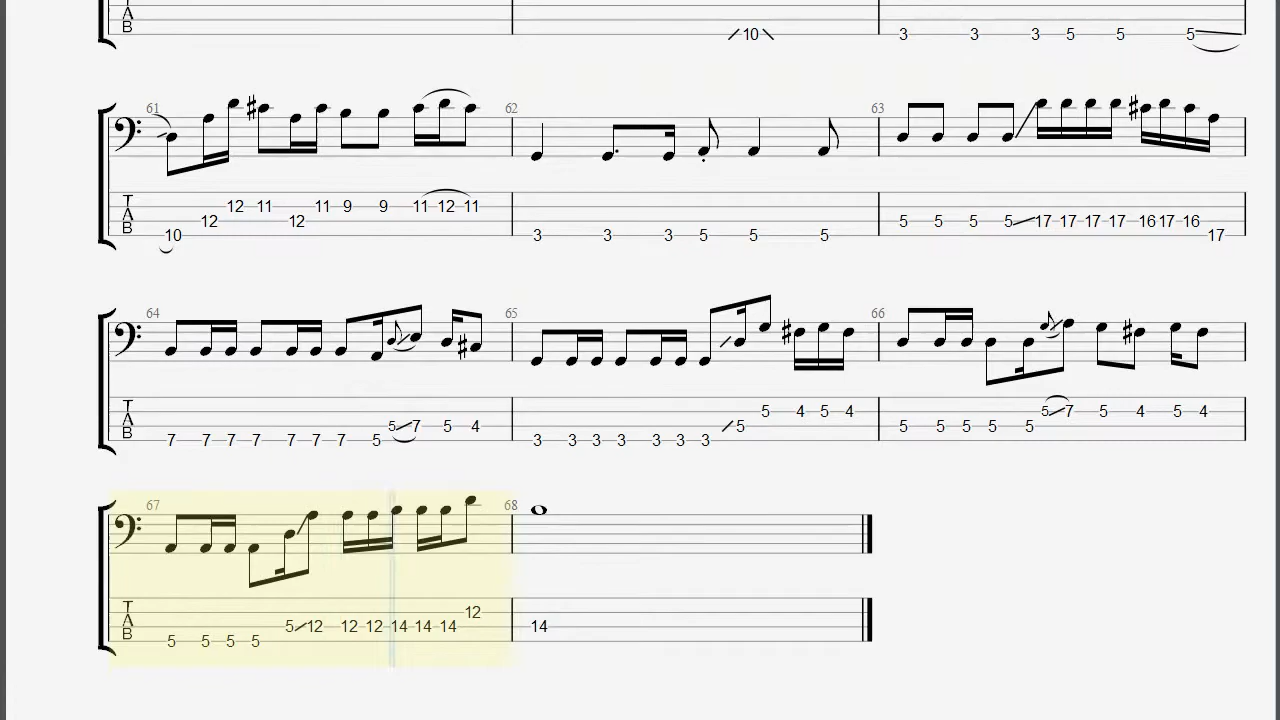 10 3 3 3 5 5 5
61 62 63
T 12 11 11 9 9 11 12 11
A 12 12 5 5 5 5 17 17 17 17 16 17 16
B 10 3 3 3 5 5 5 17
64 65 66
T 5 4 5 4 5 7 5 4 5 4
A 5 7 5 4 5 5 5 5 5 5
B 7 7 7 7 7 7 7 5 3 3 3 3 3 3 3
67 68
T 12
A 5 12 12 12 14 14 14 14
B 5 5 5 5